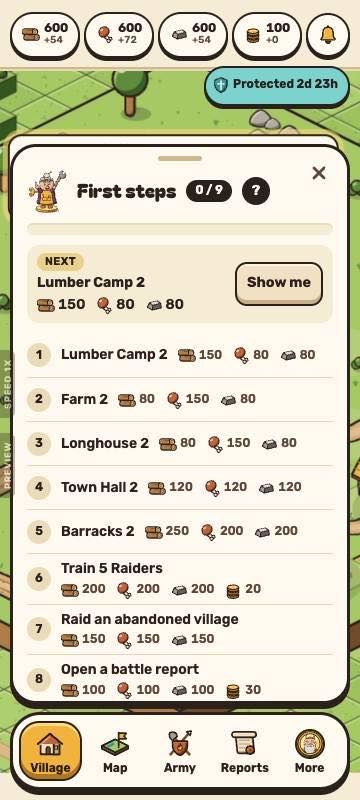 600 600 600 100
+54 +72 +54 +0
Protected 2d 23h
First steps 0 / 9 ?
NEXT
Lumber Camp 2
150 80 80
Show me
1 Lumber Camp 2 150 80 80
2 Farm 2 80 150 80
3 Longhouse 2 80 150 80
4 Town Hall 2 120 120 120
5 Barracks 2 250 200 200
6 Train 5 Raiders
200 200 200 20
7 Raid an abandoned village
150 150 150
8 Open a battle report
100 100 100 30
SPEED 1X
PREVIEW
Village Map Army Reports More